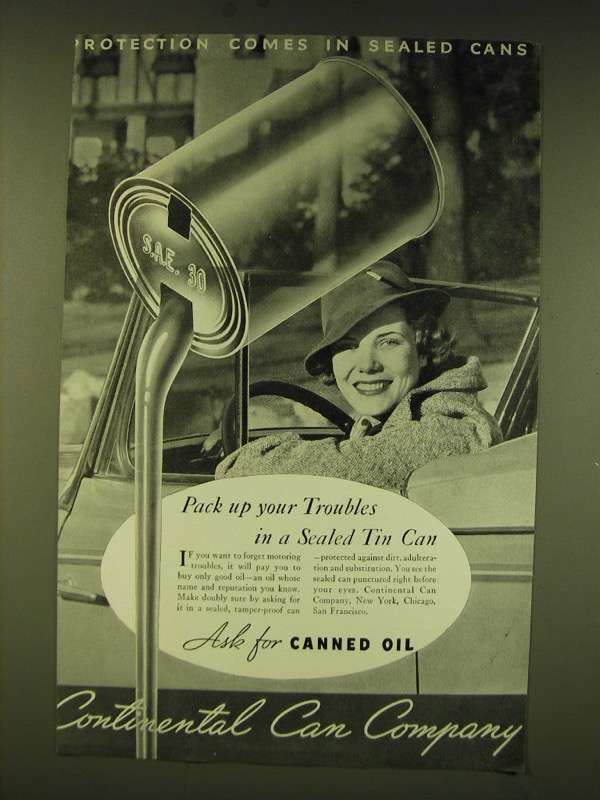 PROTECTION COMES IN SEALED CANS
S.A.E. 30
Pack up your Troubles
in a Sealed Tin Can
IF you want to forget motoring
troubles, it will pay you to
buy only good oil—an oil whose
name and reputation you know.
Make doubly sure by asking for
it in a sealed, tamper-proof can
—protected against dirt, adultera-
tion and substitution. You see the
sealed can punctured right before
your eyes. Continental Can
Company, New York, Chicago,
San Francisco.
Ask for CANNED OIL
Continental Can Company